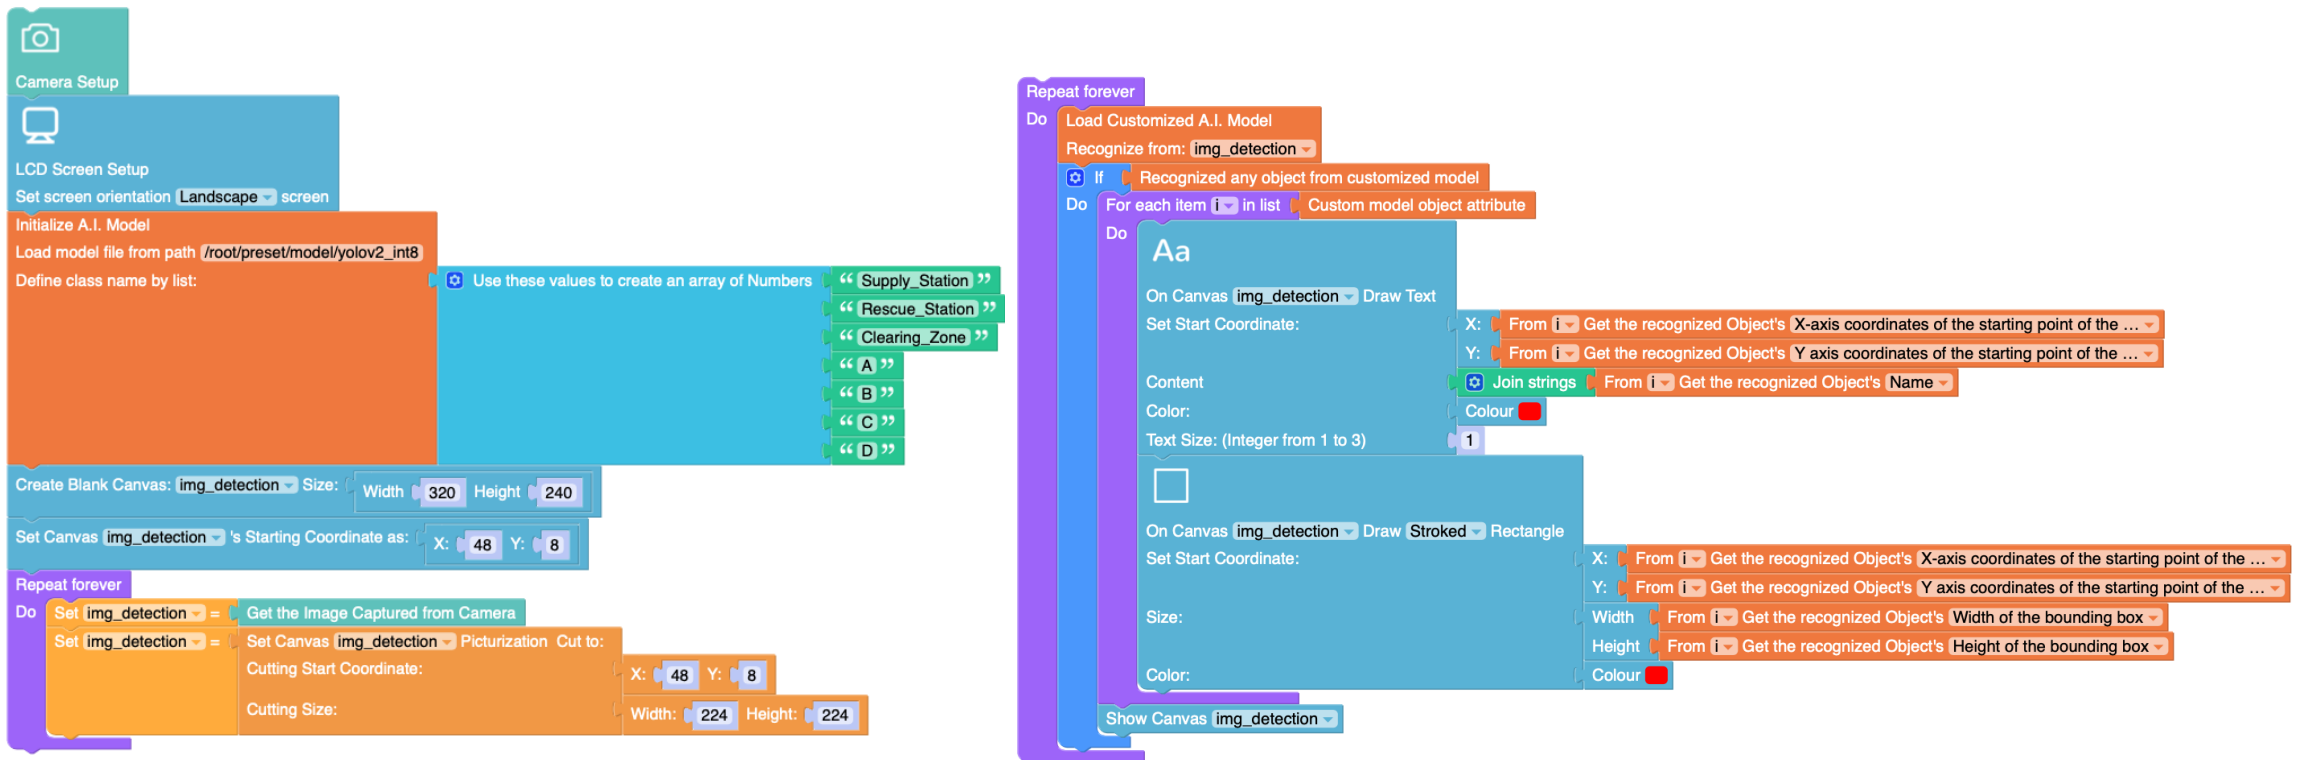 Camera Setup
LCD Screen Setup
Set screen orientation Landscape screen
Initialize A.I. Model
Load model file from path /root/preset/model/yolov2_int8
Define class name by list: Use these values to create an array of Numbers “ Supply_Station ”
“ Rescue_Station ”
“ Clearing_Zone ”
“ A ”
“ B ”
“ C ”
“ D ”
Create Blank Canvas: img_detection Size: Width 320 Height 240
Set Canvas img_detection 's Starting Coordinate as: X: 48 Y: 8
Repeat forever
Do Set img_detection = Get the Image Captured from Camera
Set img_detection = Set Canvas img_detection Picturization Cut to:
Cutting Start Coordinate: X: 48 Y: 8
Cutting Size: Width: 224 Height: 224
Repeat forever
Do Load Customized A.I. Model
Recognize from: img_detection
If Recognized any object from customized model
Do For each item i in list Custom model object attribute
Do Aa
On Canvas img_detection Draw Text
Set Start Coordinate: X: From i Get the recognized Object's X-axis coordinates of the starting point of the ...
Y: From i Get the recognized Object's Y axis coordinates of the starting point of the ...
Content Join strings From i Get the recognized Object's Name
Color: Colour
Text Size: (Integer from 1 to 3) 1
On Canvas img_detection Draw Stroked Rectangle
Set Start Coordinate: X: From i Get the recognized Object's X-axis coordinates of the starting point of the ...
Y: From i Get the recognized Object's Y axis coordinates of the starting point of the ...
Size: Width From i Get the recognized Object's Width of the bounding box
Height From i Get the recognized Object's Height of the bounding box
Color: Colour
Show Canvas img_detection